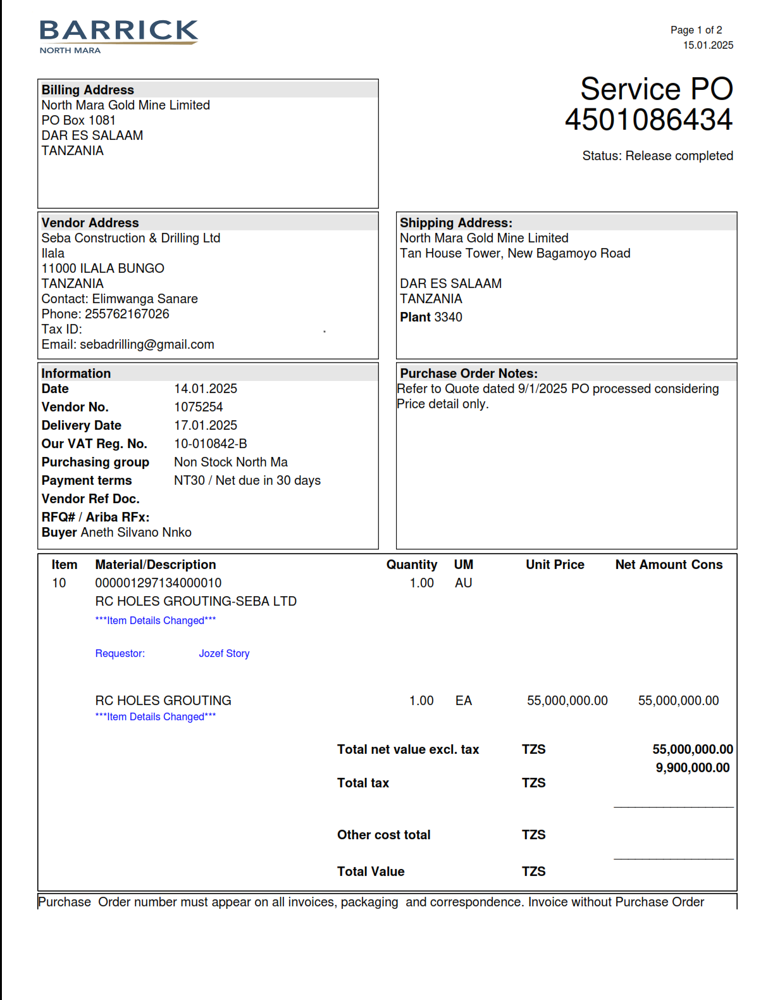 BARRICK
NORTH MARA
Page 1 of 2
15.01.2025
Service PO
4501086434
Status: Release completed
Billing Address
North Mara Gold Mine Limited
PO Box 1081
DAR ES SALAAM
TANZANIA
Vendor Address
Seba Construction & Drilling Ltd
Ilala
11000 ILALA BUNGO
TANZANIA
Contact: Elimwanga Sanare
Phone: 255762167026
Tax ID:
Email: sebadrilling@gmail.com
Shipping Address:
North Mara Gold Mine Limited
Tan House Tower, New Bagamoyo Road
DAR ES SALAAM
TANZANIA
Plant 3340
Information
Date 14.01.2025
Vendor No. 1075254
Delivery Date 17.01.2025
Our VAT Reg. No. 10-010842-B
Purchasing group Non Stock North Ma
Payment terms NT30 / Net due in 30 days
Vendor Ref Doc.
RFQ# / Ariba RFx:
Buyer Aneth Silvano Nnko
Purchase Order Notes:
Refer to Quote dated 9/1/2025 PO processed considering
Price detail only.
Item Material/Description Quantity UM Unit Price Net Amount Cons
10 000001297134000010 1.00 AU
RC HOLES GROUTING-SEBA LTD
***Item Details Changed***
Requestor: Jozef Story
RC HOLES GROUTING 1.00 EA 55,000,000.00 55,000,000.00
***Item Details Changed***
Total net value excl. tax TZS 55,000,000.00
9,900,000.00
Total tax TZS
Other cost total TZS
Total Value TZS
Purchase Order number must appear on all invoices, packaging and correspondence. Invoice without Purchase Order